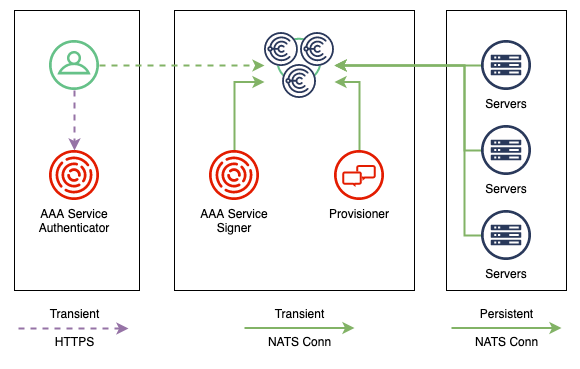 Servers
Servers
AAA Service
Authenticator
AAA Service
Signer
Provisioner
Servers
Transient
HTTPS
Transient
NATS Conn
Persistent
NATS Conn